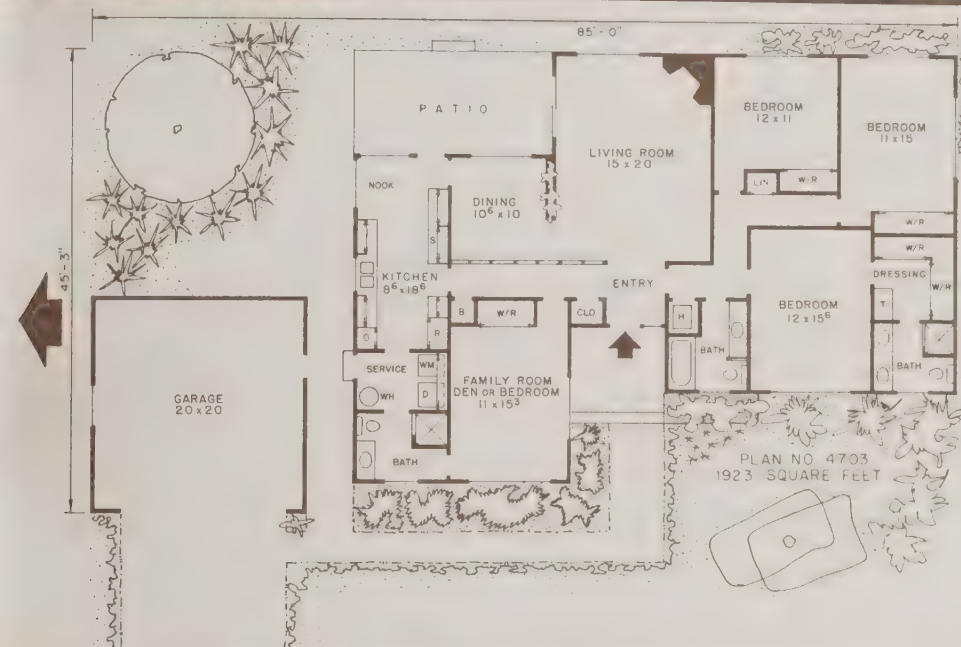 85'-0"
45'-3"
PATIO
LIVING ROOM
15 x 20
BEDROOM
12 x 11
BEDROOM
11 x 15
LIN
W/R
NOOK
DINING
10⁶ x 10
S
W/R
W/R
DRESSING
W/R
T
KITCHEN
8⁶ x 18⁶
ENTRY
BEDROOM
12 x 15⁶
B
W/R
CLO
H
O
R
BATH
BATH
SERVICE
WM
WH
D
FAMILY ROOM
DEN OR BEDROOM
11 x 15³
BATH
GARAGE
20 x 20
PLAN NO. 4703
1923 SQUARE FEET